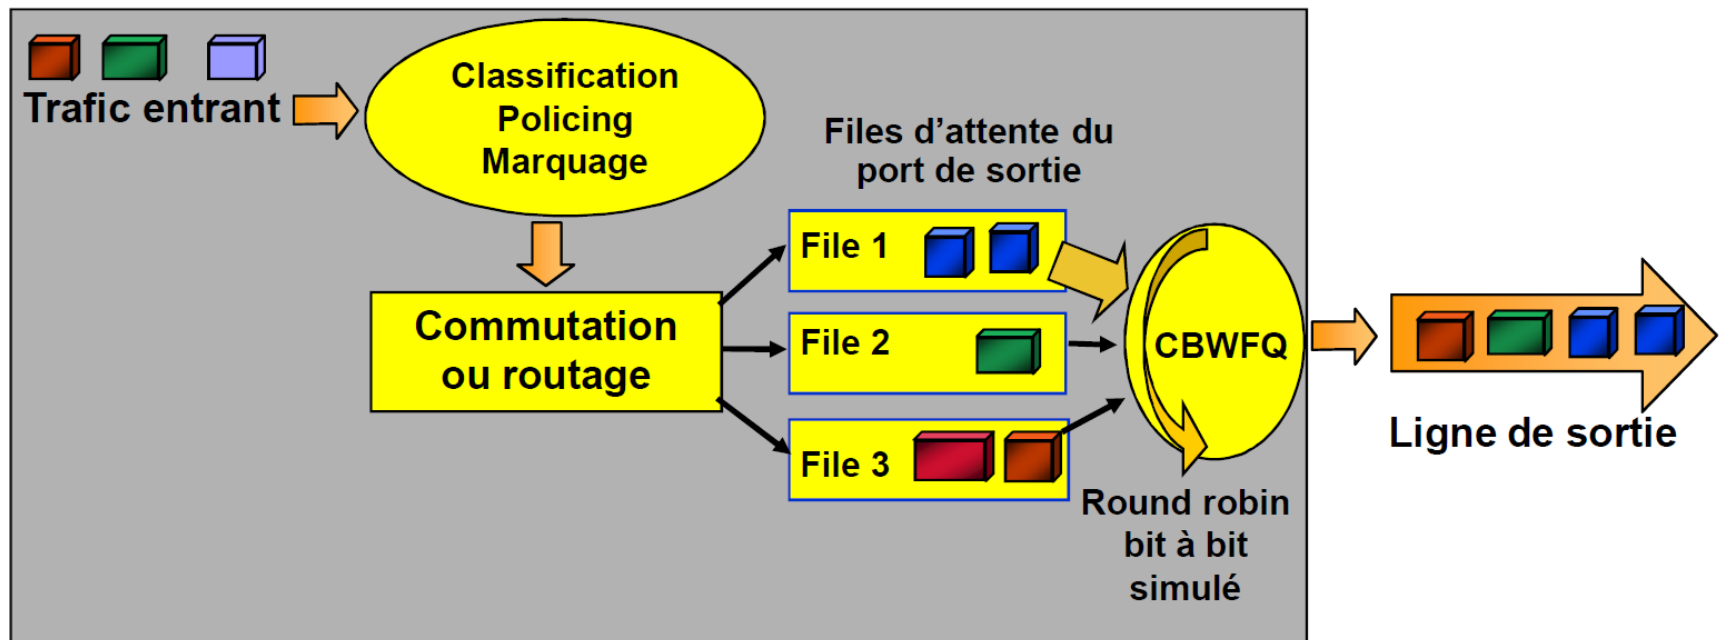 Trafic entrant
Classification
Policing
Marquage
Commutation
ou routage
Files d’attente du
port de sortie
File 1
File 2
File 3
CBWFQ
Round robin
bit à bit
simulé
Ligne de sortie